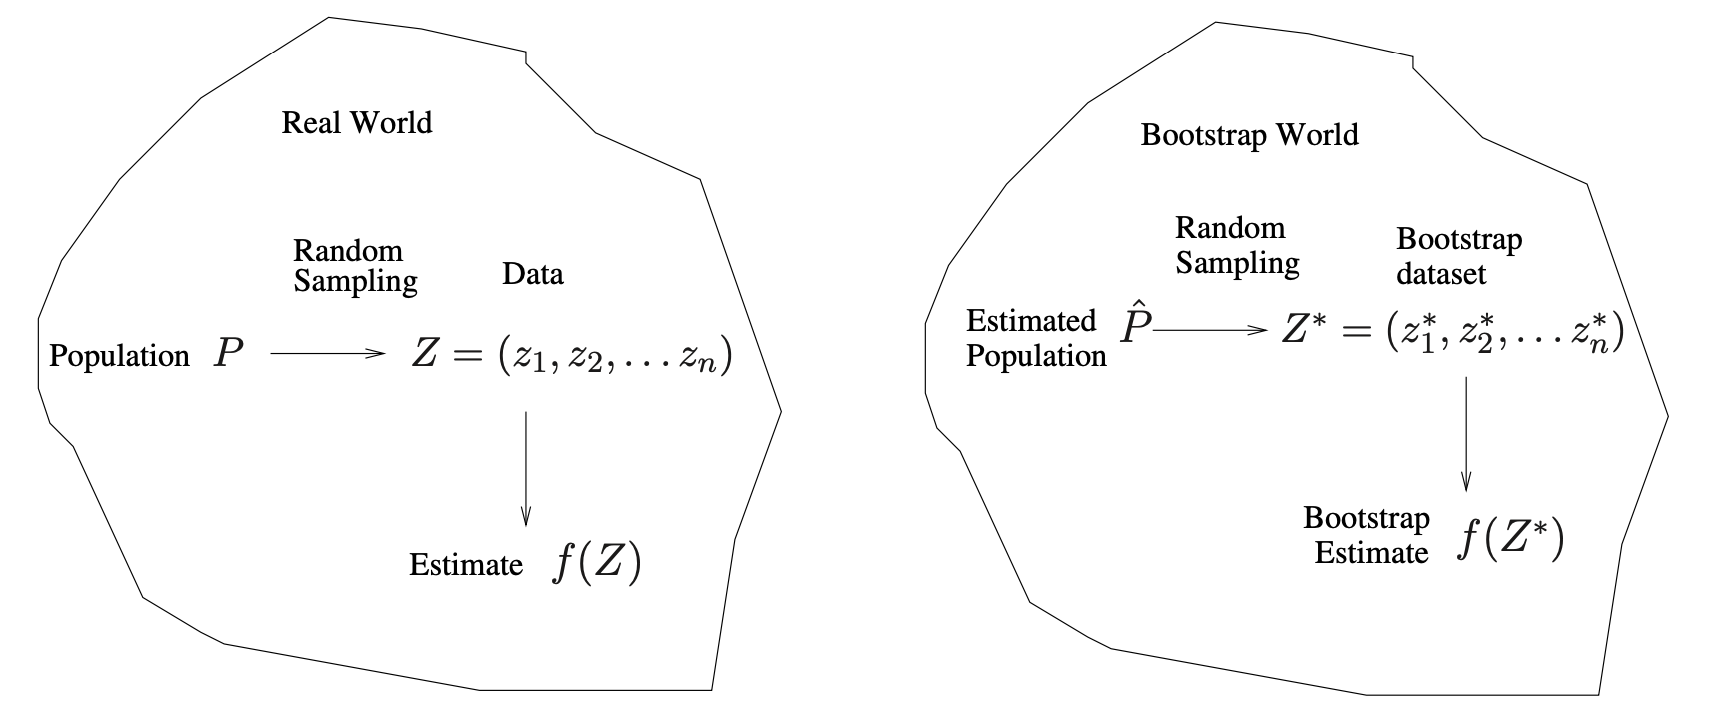 Real World
Random
Sampling
Data
Population P
Z = (z₁, z₂, . . . zₙ)
Estimate f(Z)
Bootstrap World
Random
Sampling
Bootstrap
dataset
Estimated
Population
P̂
Z* = (z₁*, z₂*, . . . zₙ*)
Bootstrap
Estimate
f(Z*)